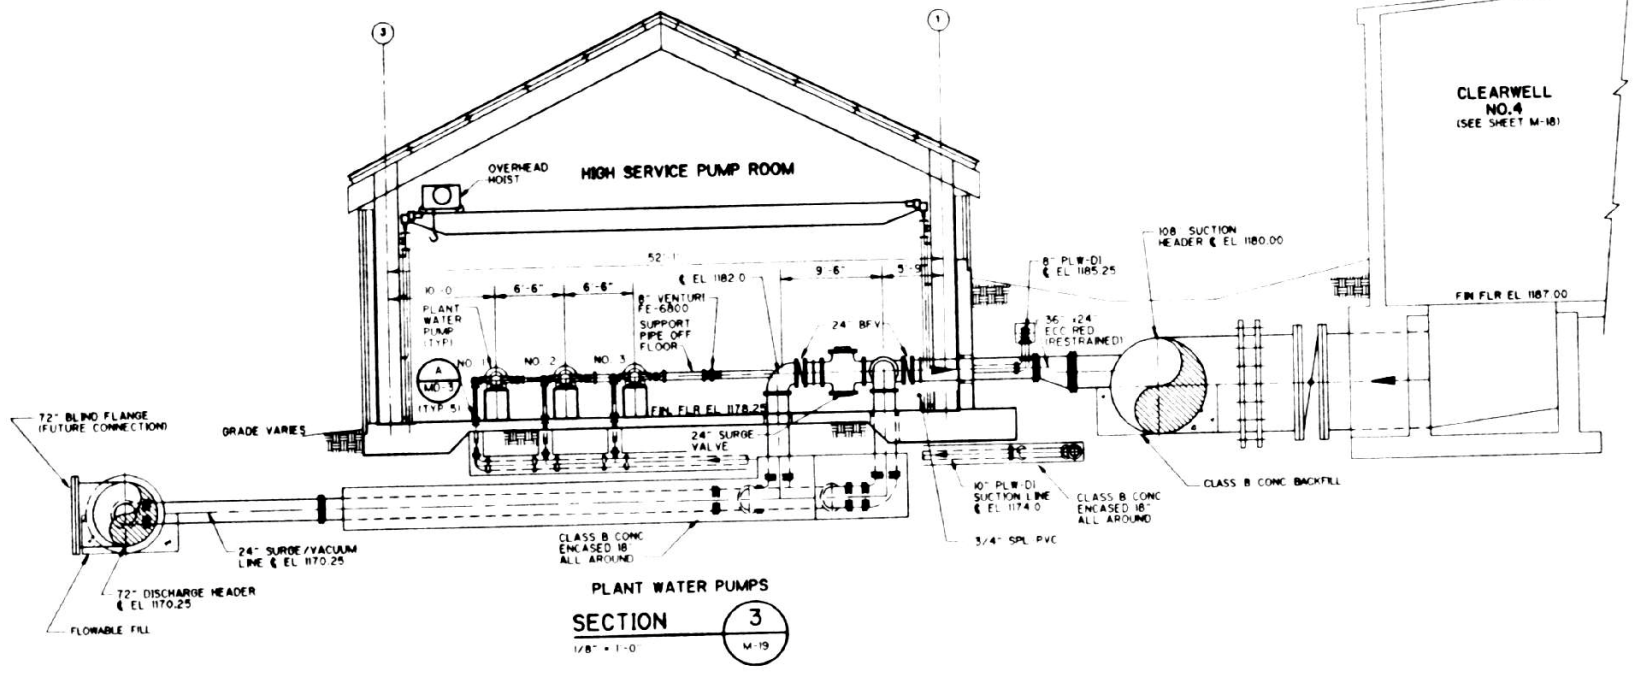 3
1
CLEARWELL
NO.4
(SEE SHEET M-18)
OVERHEAD
HOIST
HIGH SERVICE PUMP ROOM
108" SUCTION
HEADER ℄ EL 1180.00
52'-1"
℄ EL 1182.0
9'-6"
5'-9"
8" PLW-DI
℄ EL 1185.25
10'-0
6'-6"
6'-6"
8" VENTURI
FE-6800
FIN FLR EL 1187.00
PLANT
WATER
PUMP
(TYP)
SUPPORT
PIPE OFF
FLOOR
24" BFV
36" x24"
ECC RED
(RESTRAINED)
NO. 1
NO. 2
NO. 3
A
MD-3
(TYP 5)
FIN. FLR EL 1178.25
72" BLIND FLANGE
(FUTURE CONNECTION)
GRADE VARIES
24" SURGE
VALVE
10" PLW-DI
SUCTION LINE
℄ EL 1174.0
CLASS B CONC
ENCASED 18"
ALL AROUND
CLASS B CONC BACKFILL
3/4" SPL PVC
24" SURGE/VACUUM
LINE ℄ EL 1170.25
CLASS B CONC
ENCASED 18"
ALL AROUND
72" DISCHARGE HEADER
℄ EL 1170.25
FLOWABLE FILL
PLANT WATER PUMPS
SECTION
3
M-19
1/8" = 1'-0"